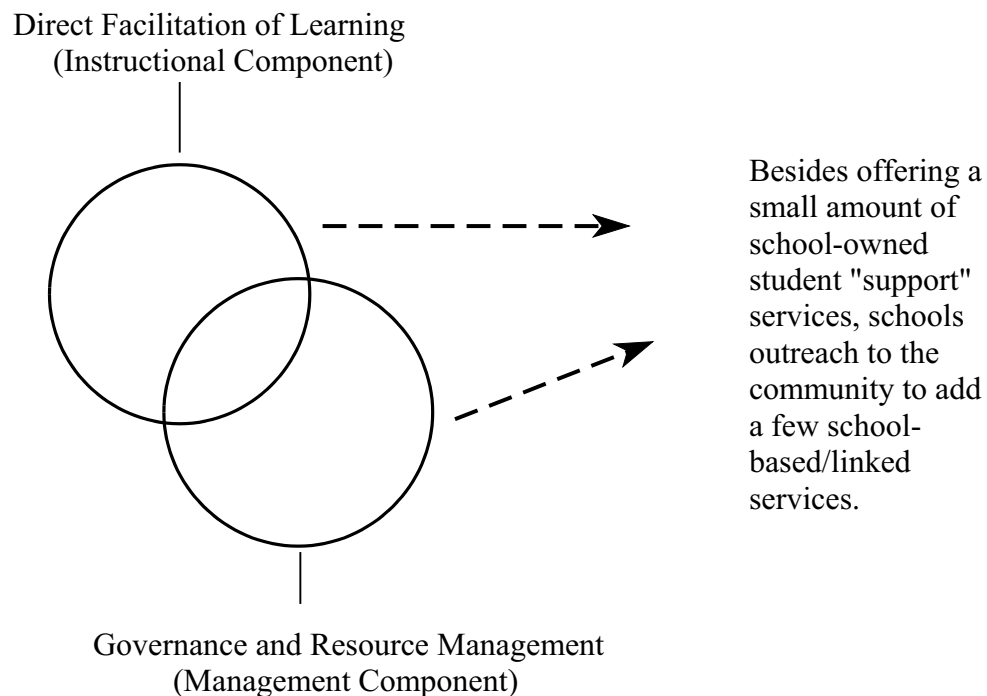 Direct Facilitation of Learning
(Instructional Component)
Besides offering a
small amount of
school-owned
student "support"
services, schools
outreach to the
community to add
a few school-
based/linked
services.
Governance and Resource Management
(Management Component)